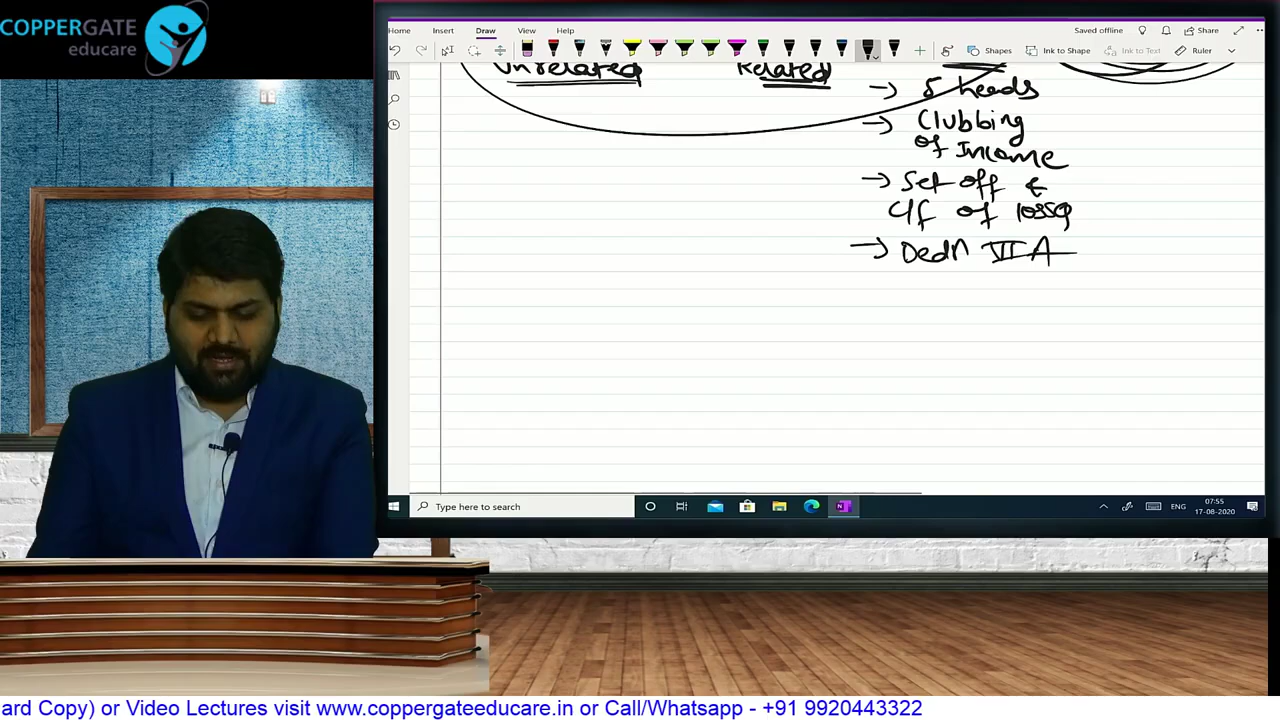 COPPERGATE
educare
Home Insert Draw View Help
Saved offline
Share
Shapes
Ink to Shape
Ink to Text
Ruler
Unrelated Related
→ 5 heads
→ Clubbing
of Income
→ Set off &
C/f of losses
→ Dedn VI A
Type here to search
ENG
07:55
17-08-2020
ard Copy) or Video Lectures visit www.coppergateeducare.in or Call/Whatsapp - +91 9920443322